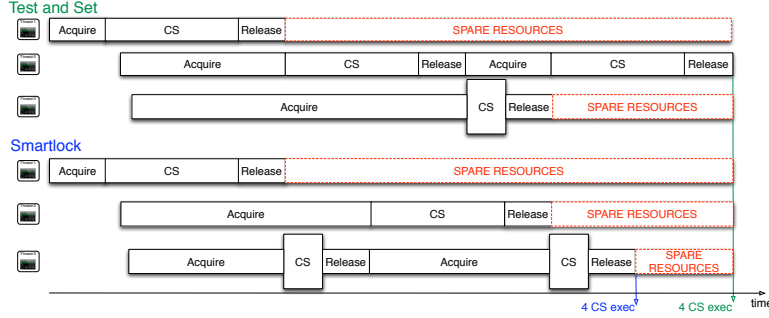 Test and Set
Acquire CS Release SPARE RESOURCES
Acquire CS Release Acquire CS Release
Acquire CS Release SPARE RESOURCES
Smartlock
Acquire CS Release SPARE RESOURCES
Acquire CS Release SPARE RESOURCES
Acquire CS Release Acquire CS Release SPARE
RESOURCES
4 CS exec 4 CS exec time